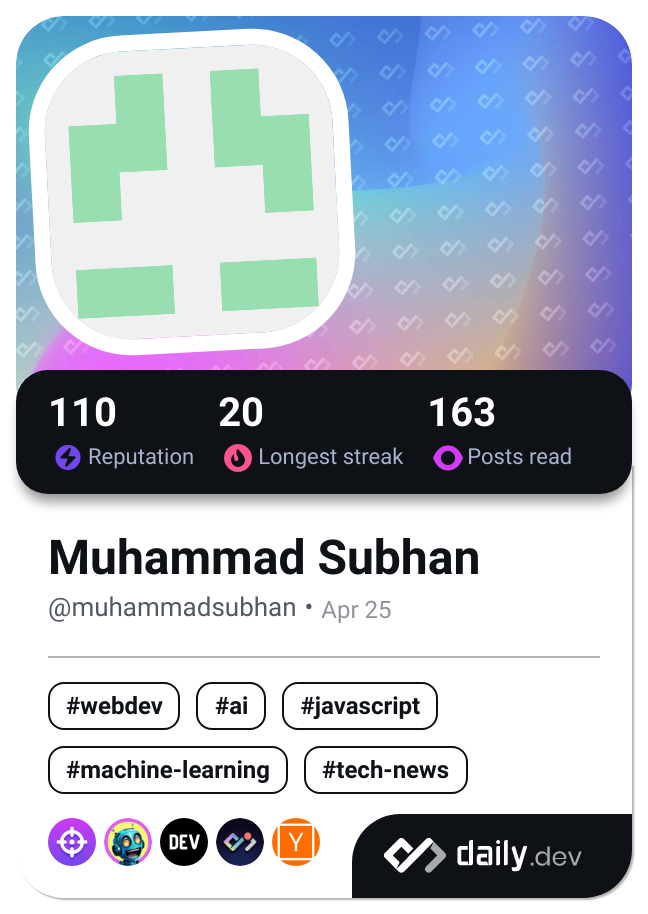 110 20 163
Reputation Longest streak Posts read
Muhammad Subhan
@muhammadsubhan • Apr 25
#webdev #ai #javascript
#machine-learning #tech-news
DEV Y
daily.dev